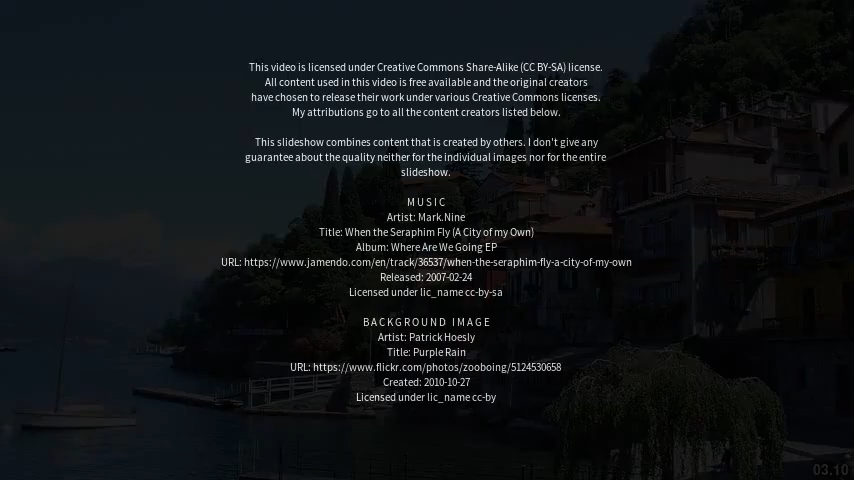 This video is licensed under Creative Commons Share-Alike (CC BY-SA) license.
All content used in this video is free available and the original creators
have chosen to release their work under various Creative Commons licenses.
My attributions go to all the content creators listed below.
This slideshow combines content that is created by others. I don't give any
guarantee about the quality neither for the individual images nor for the entire
slideshow.
MUSIC
Artist: Mark.Nine
Title: When the Seraphim Fly (A City of my Own)
Album: Where Are We Going EP
URL: https://www.jamendo.com/en/track/36537/when-the-seraphim-fly-a-city-of-my-own
Released: 2007-02-24
Licensed under lic_name cc-by-sa
BACKGROUND IMAGE
Artist: Patrick Hoesly
Title: Purple Rain
URL: https://www.flickr.com/photos/zooboing/5124530658
Created: 2010-10-27
Licensed under lic_name cc-by
03.10